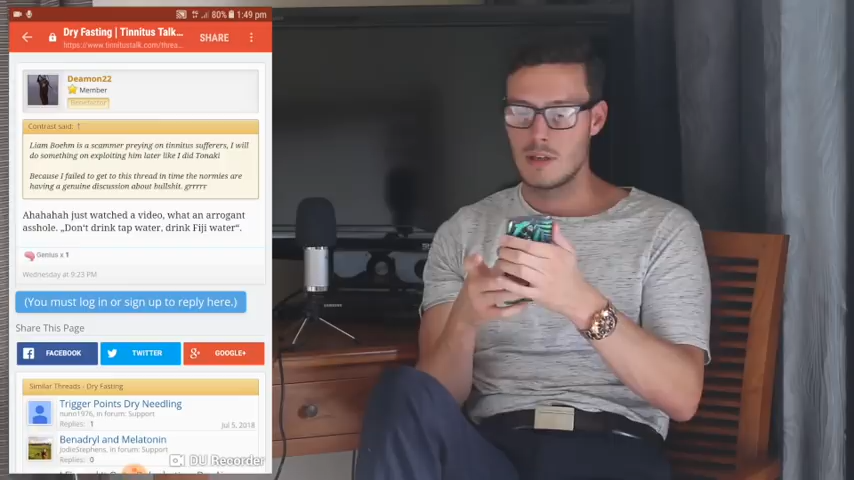 80% 1:49 pm
Dry Fasting | Tinnitus Talk...
https://www.tinnitustalk.com/threa...
SHARE
Deamon22
Member
Benefactor
Contrast said: ↑
Liam Boehm is a scammer preying on tinnitus sufferers, I will
do something on exploiting him later like I did Tonaki
Because I failed to get to this thread in time the normies are
having a genuine discussion about bullshit. grrrr
Ahahahah just watched a video, what an arrogant
asshole. „Don't drink tap water, drink Fiji water“.
Genius x 1
Wednesday at 9:23 PM
(You must log in or sign up to reply here.)
Share This Page
FACEBOOK
TWITTER
GOOGLE+
Similar Threads - Dry Fasting
Trigger Points Dry Needling
nuhn1976, in forum: Support
Replies: 1
Jul 5, 2018
Benadryl and Melatonin
JodieStephens, in forum: Support
Replies: 0
DU Recorder
SAMSUNG